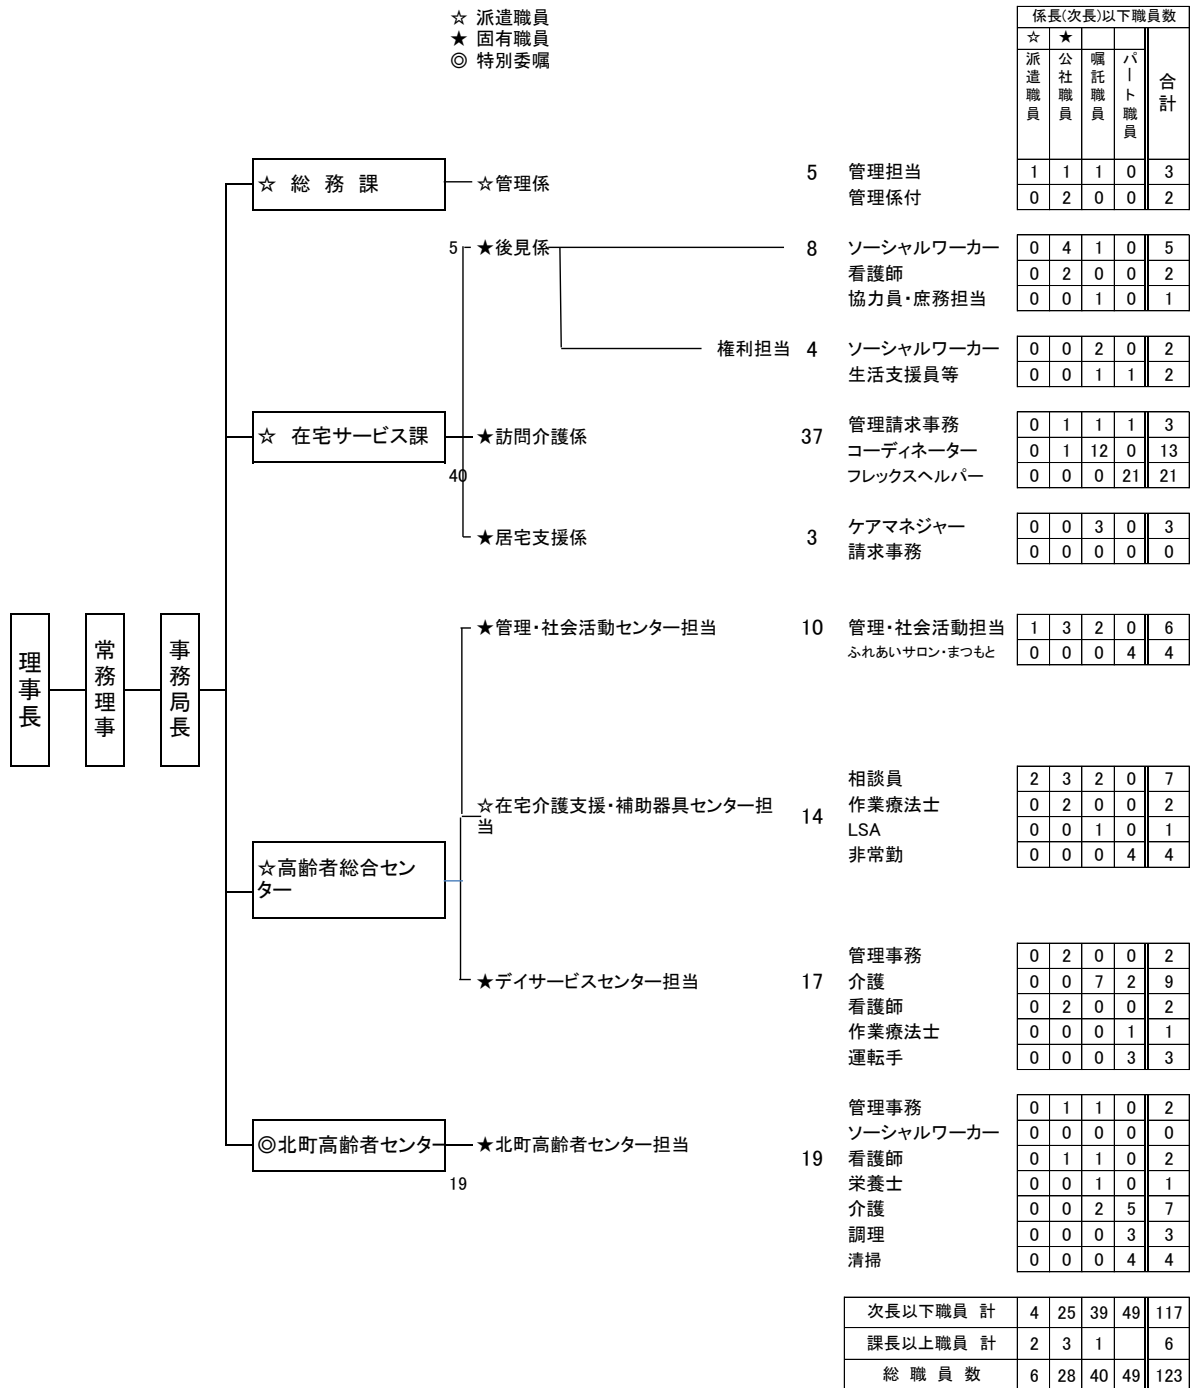 ☆ 派遣職員
★ 固有職員
◎ 特別委嘱
係長(次長)以下職員数
☆ ★
派遣職員 公社職員 嘱託職員 パート職員 合計
☆ 総 務 課 ☆管理係 5 管理担当 1 1 1 0 3
管理係付 0 2 0 0 2
5 ★後見係 8 ソーシャルワーカー 0 4 1 0 5
看護師 0 2 0 0 2
協力員・庶務担当 0 0 1 0 1
権利担当 4 ソーシャルワーカー 0 0 2 0 2
生活支援員等 0 0 1 1 2
☆ 在宅サービス課 ★訪問介護係 37 管理請求事務 0 1 1 1 3
コーディネーター 0 1 12 0 13
40 フレックスヘルパー 0 0 0 21 21
★居宅支援係 3 ケアマネジャー 0 0 3 0 3
請求事務 0 0 0 0 0
理事長 常務理事 事務局長
★管理・社会活動センター担当 10 管理・社会活動担当 1 3 2 0 6
ふれあいサロン・まつもと 0 0 0 4 4
☆高齢者総合セン
ター
☆在宅介護支援・補助器具センター担
当
14 相談員 2 3 2 0 7
作業療法士 0 2 0 0 2
LSA 0 0 1 0 1
非常勤 0 0 0 4 4
★デイサービスセンター担当 17 管理事務 0 2 0 0 2
介護 0 0 7 2 9
看護師 0 2 0 0 2
作業療法士 0 0 0 1 1
運転手 0 0 0 3 3
◎北町高齢者センター ★北町高齢者センター担当 19 管理事務 0 1 1 0 2
ソーシャルワーカー 0 0 0 0 0
看護師 0 1 1 0 2
19 栄養士 0 0 1 0 1
介護 0 0 2 5 7
調理 0 0 0 3 3
清掃 0 0 0 4 4
次長以下職員 計 4 25 39 49 117
課長以上職員 計 2 3 1 6
総 職 員 数 6 28 40 49 123